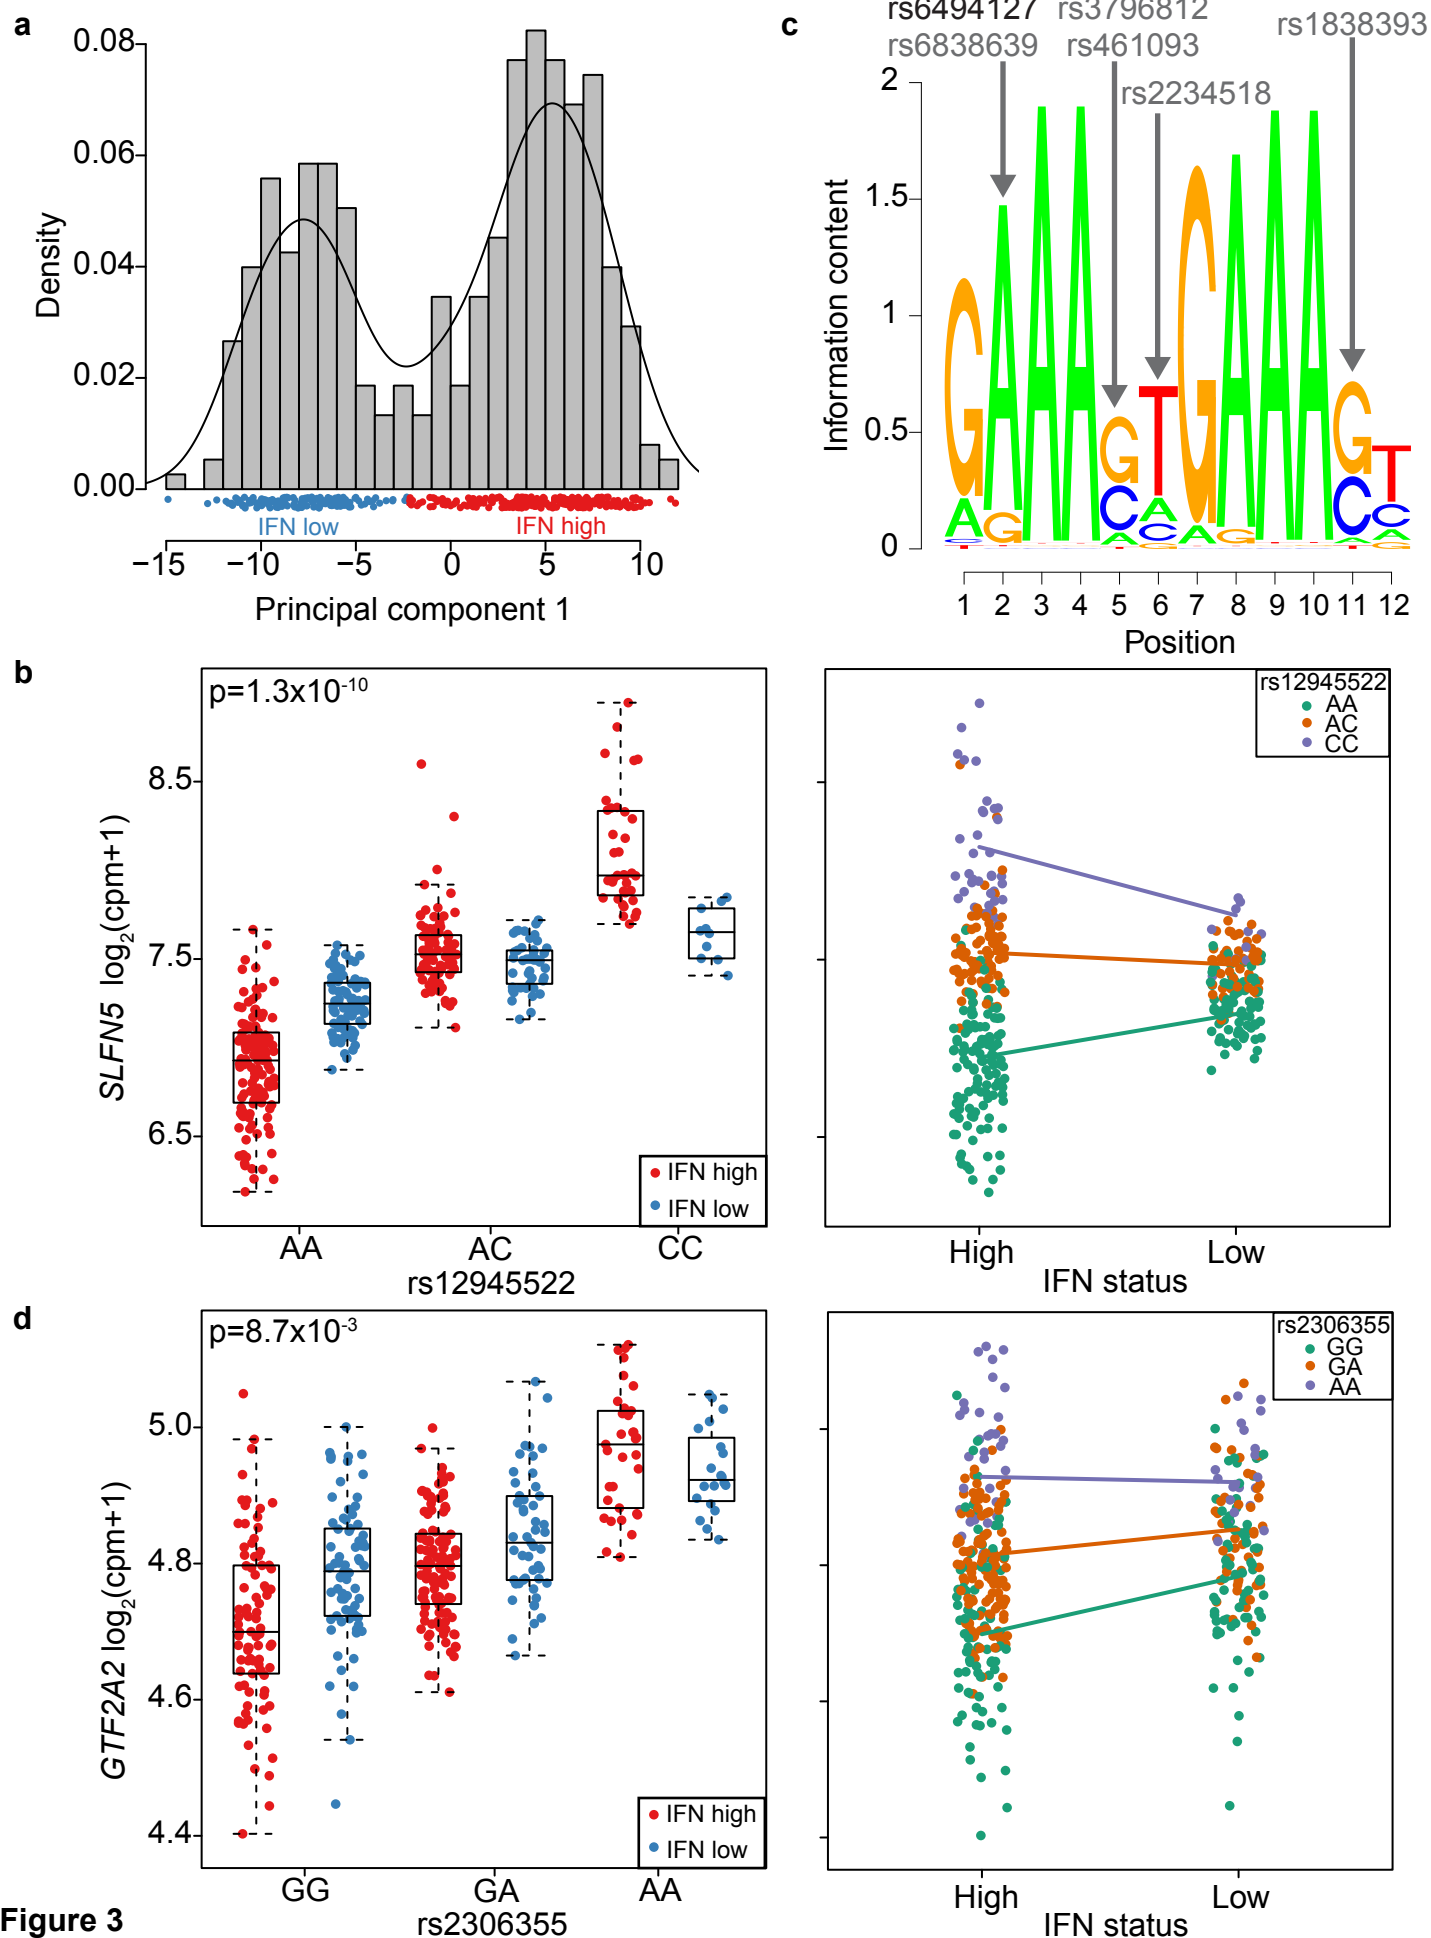 a
0.08
0.06
0.04
0.02
0.00
Density
IFN low
IFN high
−15
−10
−5
0
5
10
Principal component 1
c
rs6494127 rs3796812
rs6838639 rs461093
rs1838393
rs2234518
2
1.5
1
0.5
0
Information content
1 2 3 4 5 6 7 8 9 10 11 12
Position
b
p=1.3x10⁻¹⁰
8.5
7.5
6.5
SLFN5 log₂(cpm+1)
IFN high
IFN low
AA
AC
CC
rs12945522
rs12945522
AA
AC
CC
High
Low
IFN status
d
p=8.7x10⁻³
5.0
4.8
4.6
4.4
GTF2A2 log₂(cpm+1)
IFN high
IFN low
GG
GA
AA
rs2306355
rs2306355
GG
GA
AA
High
Low
IFN status
Figure 3